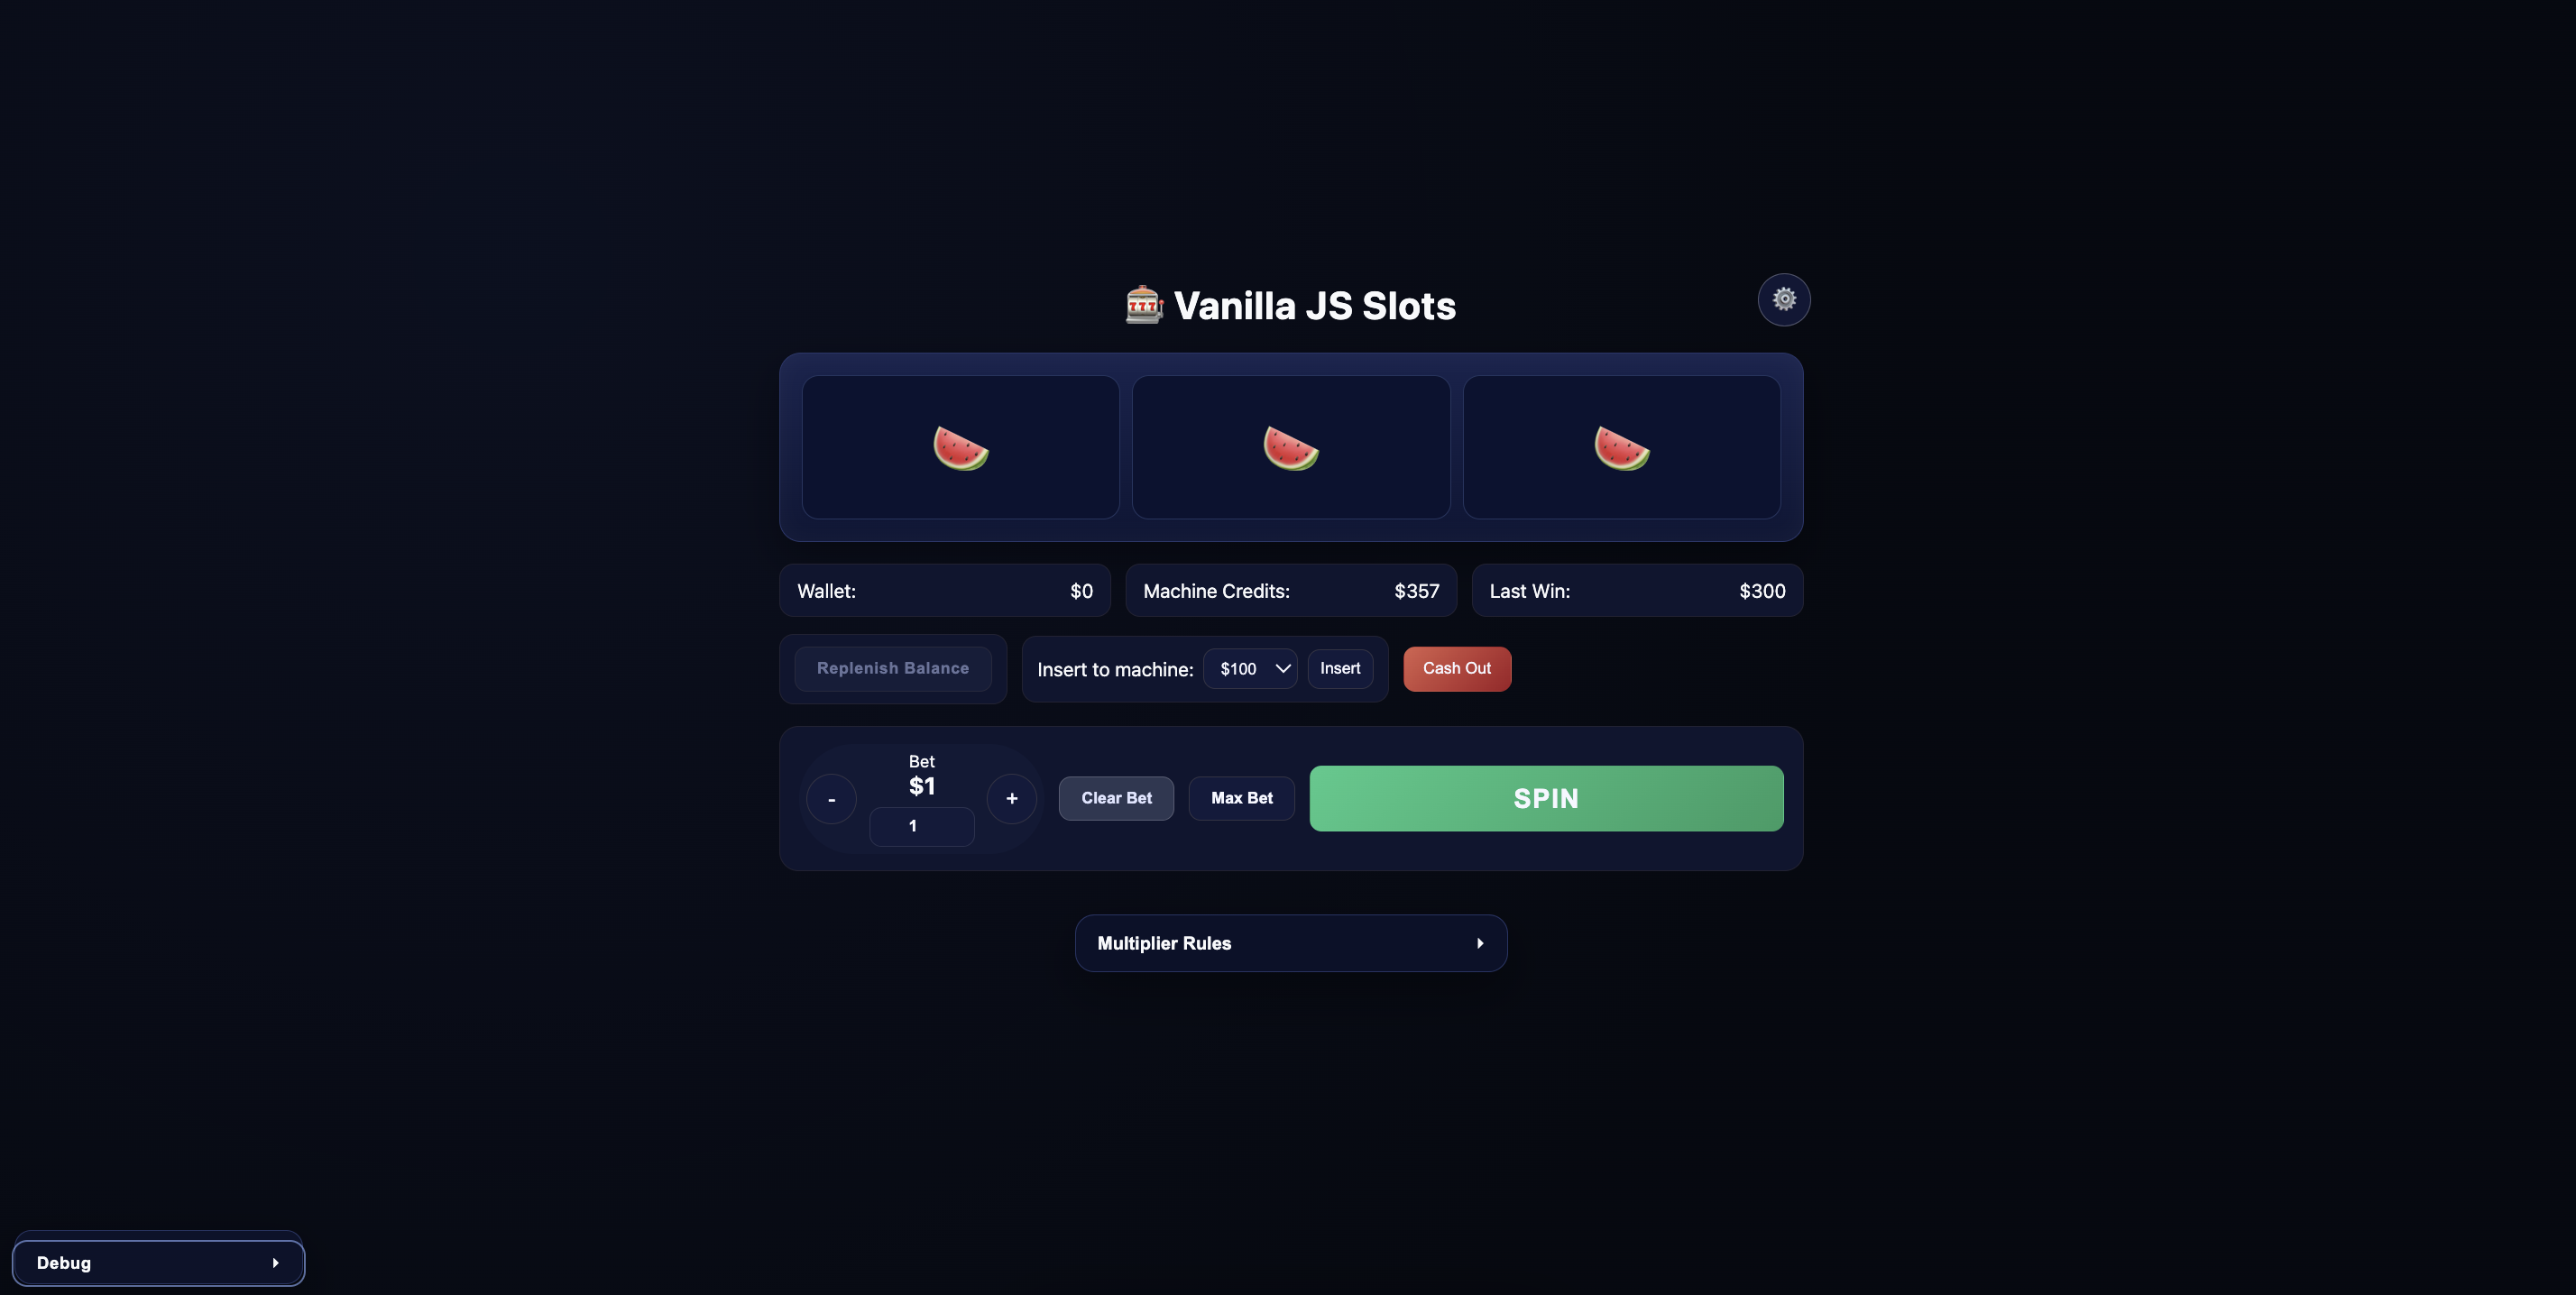 Vanilla JS Slots
Wallet: $0
Machine Credits: $357
Last Win: $300
Replenish Balance
Insert to machine: $100 Insert
Cash Out
Bet
$1
- 1 +
Clear Bet
Max Bet
SPIN
Multiplier Rules
Debug